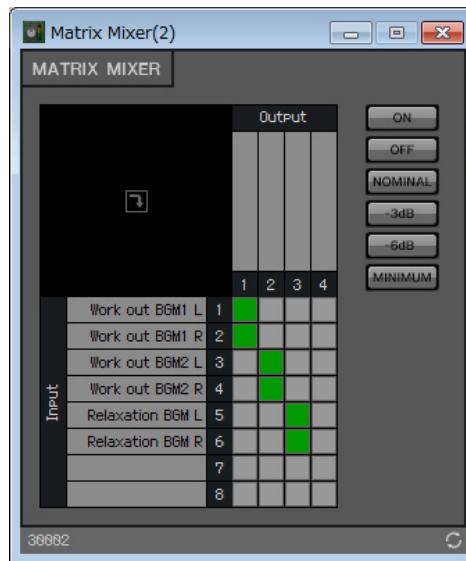 Matrix Mixer(2)
MATRIX MIXER
Output
ON
OFF
NOMINAL
-3dB
-6dB
MINIMUM
1 2 3 4
Input
Work out BGM1 L 1
Work out BGM1 R 2
Work out BGM2 L 3
Work out BGM2 R 4
Relaxation BGM L 5
Relaxation BGM R 6
7
8
30002